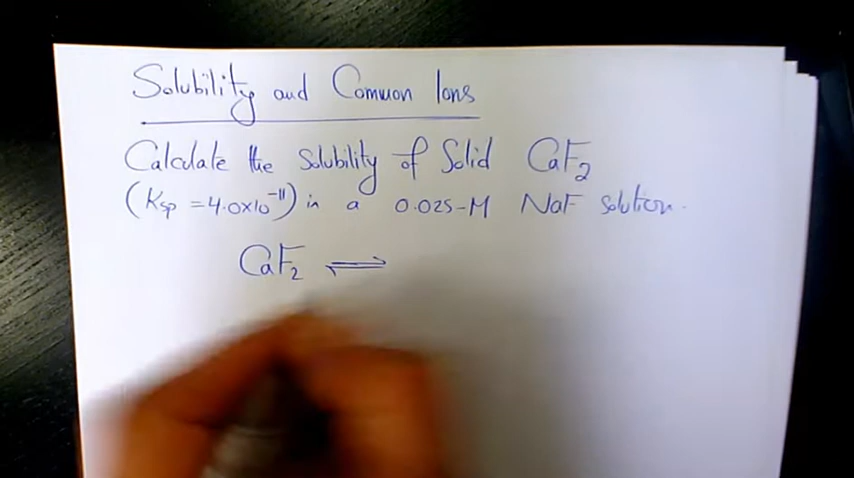 Solubility and Common Ions
Calculate the Solubility of Solid CaF₂
(Ksp = 4.0x10⁻¹¹) in a 0.025-M NaF solution.
CaF₂ ⇌